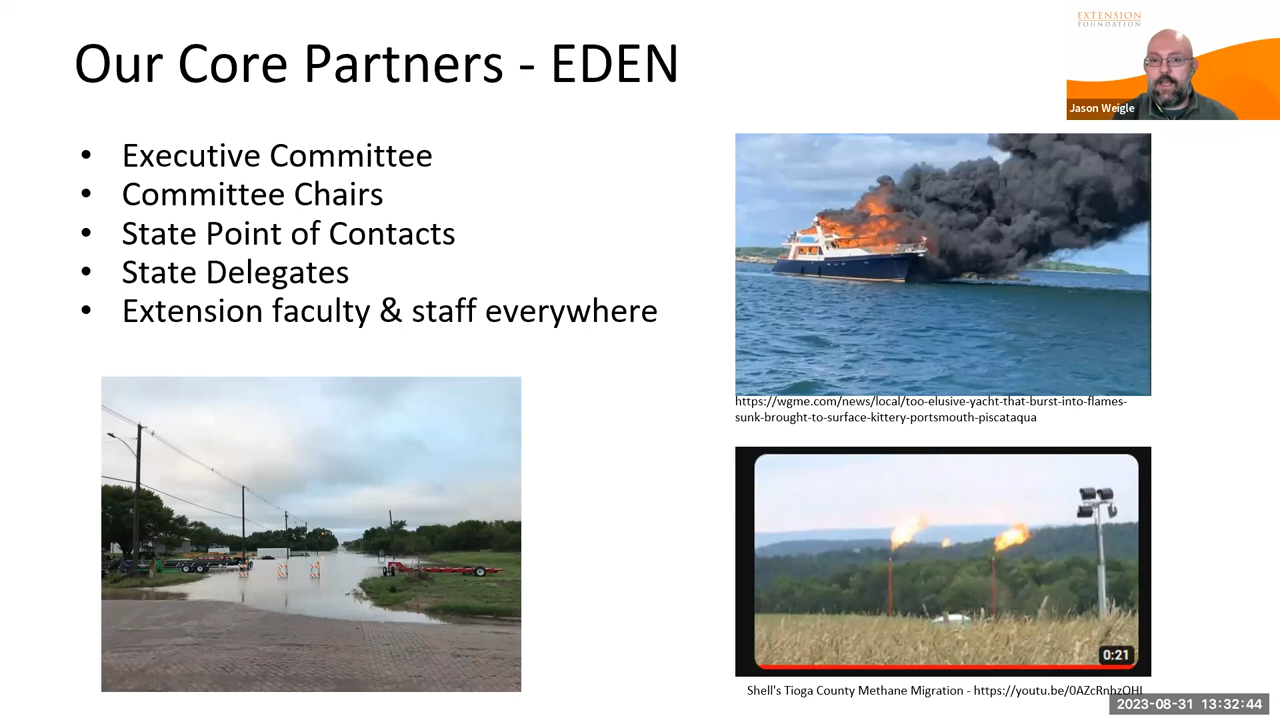 Our Core Partners - EDEN
EXTENSION
FOUNDATION
Jason Weigle
• Executive Committee
• Committee Chairs
• State Point of Contacts
• State Delegates
• Extension faculty & staff everywhere
https://wgme.com/news/local/too-elusive-yacht-that-burst-into-flames-
sunk-brought-to-surface-kittery-portsmouth-piscataqua
0:21
Shell's Tioga County Methane Migration - https://youtu.be/0AZcRnhzOHI
2023-08-31 13:32:44